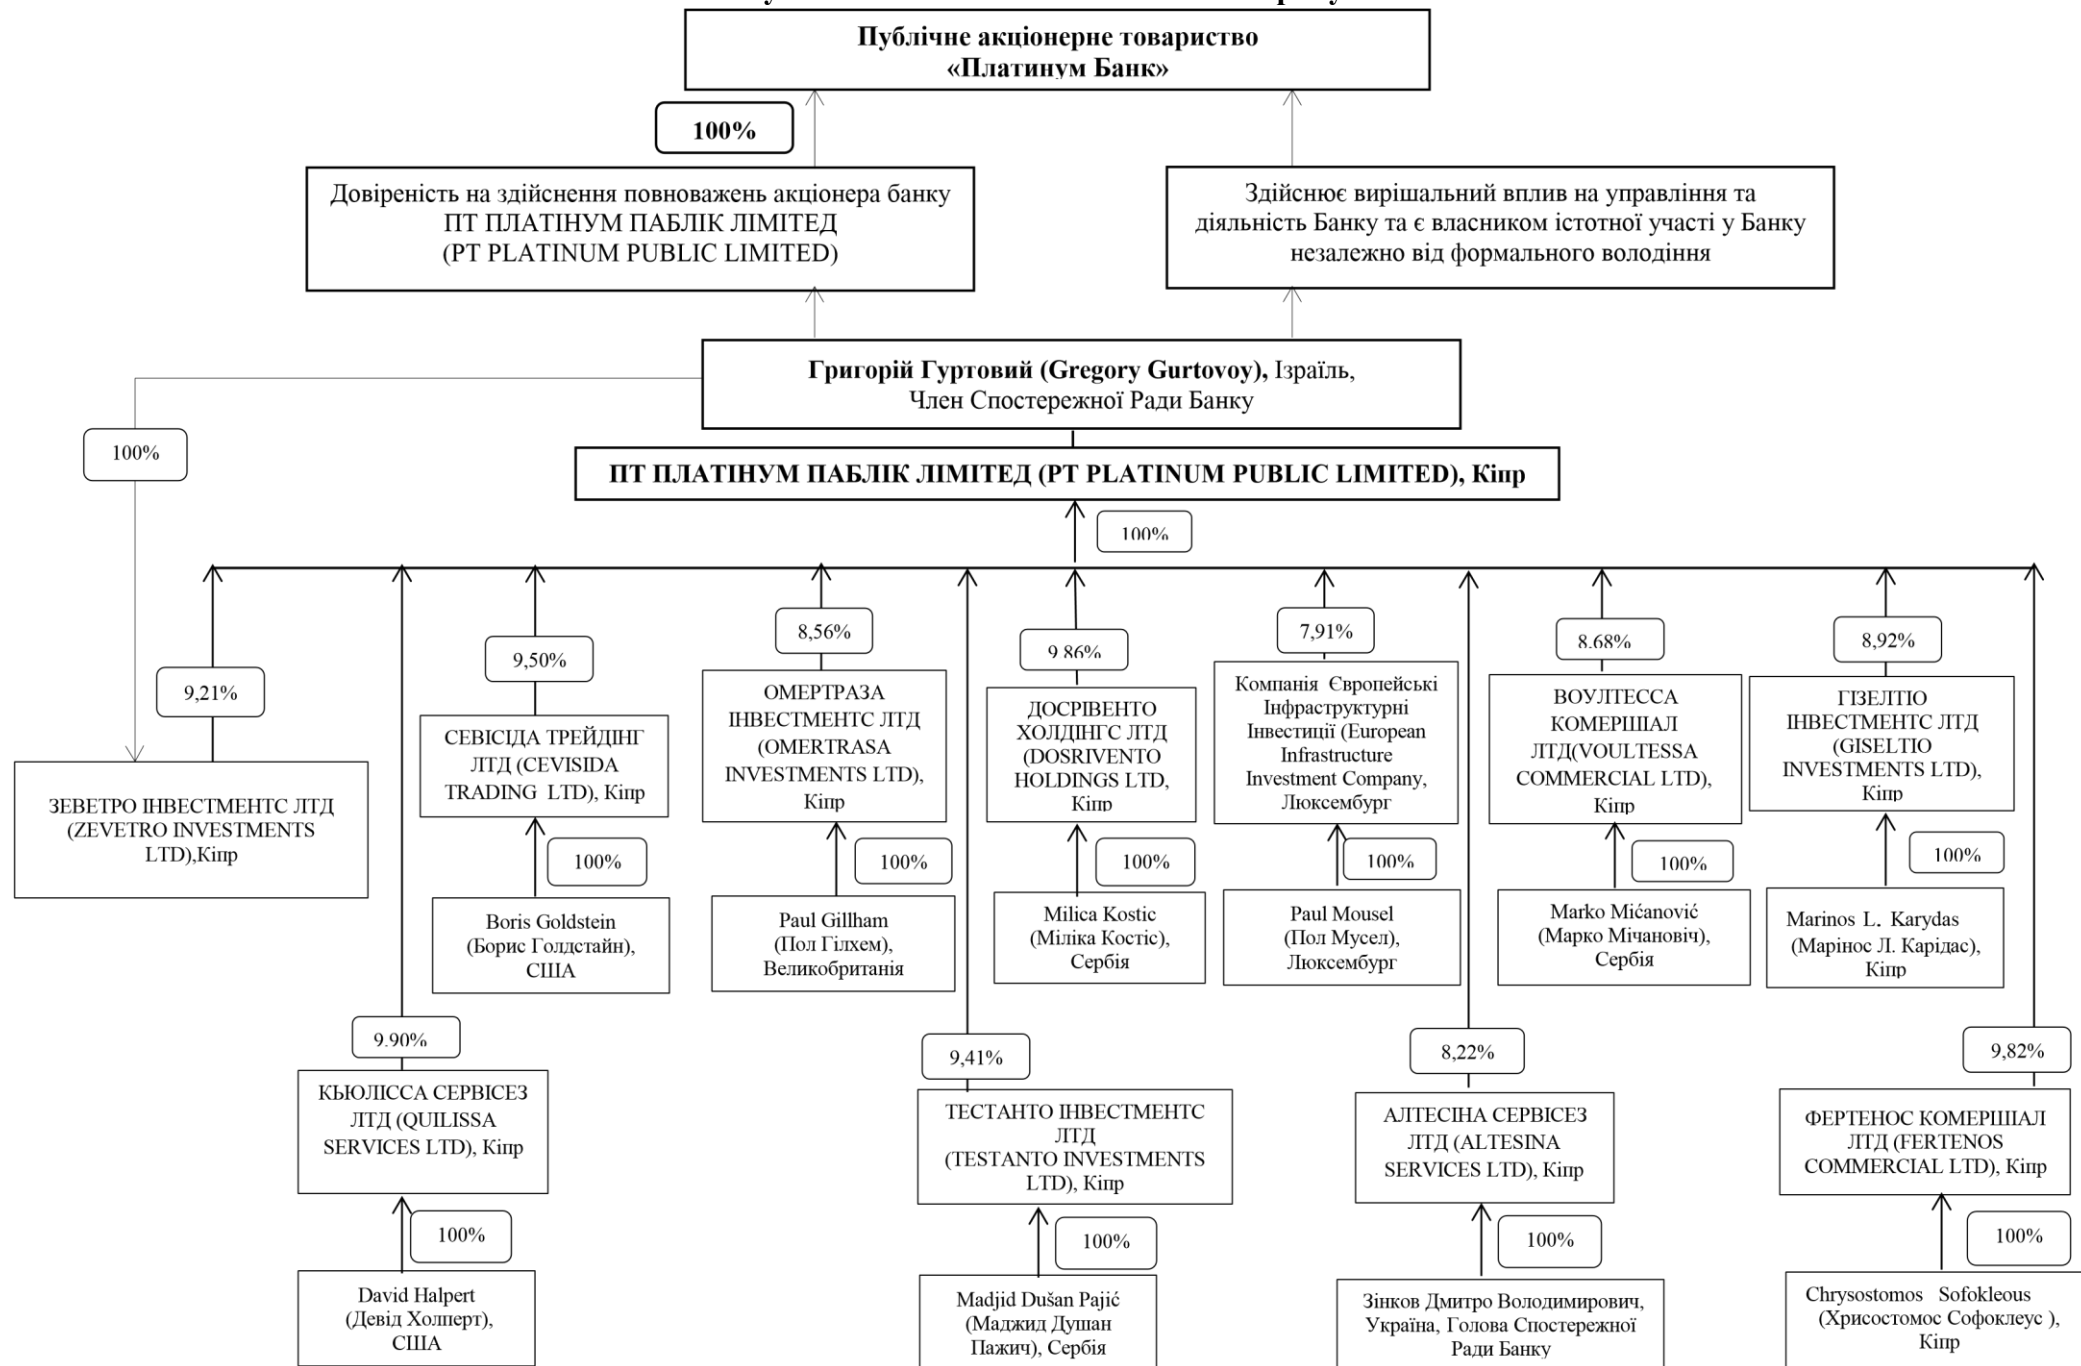 Публічне акціонерне товариство
«Платинум Банк»
100%
Довіреність на здійснення повноважень акціонера банку
ПТ ПЛАТІНУМ ПАБЛІК ЛІМІТЕД
(PT PLATINUM PUBLIC LIMITED)
Здійснює вирішальний вплив на управління та
діяльність Банку та є власником істотної участі у Банку
незалежно від формального володіння
Григорій Гуртовий (Gregory Gurtovoy), Ізраїль,
Член Спостережної Ради Банку
100%
ПТ ПЛАТІНУМ ПАБЛІК ЛІМІТЕД (PT PLATINUM PUBLIC LIMITED), Кіпр
100%
9,21%
9,50%
8,56%
9.86%
7,91%
8.68%
8,92%
ЗЕВЕТРО ІНВЕСТМЕНТС ЛТД
(ZEVETRO INVESTMENTS
LTD),Кіпр
СЕВІСІДА ТРЕЙДІНГ
ЛТД (CEVISIDA
TRADING LTD), Кіпр
ОМЕРТРАЗА
ІНВЕСТМЕНТС ЛТД
(OMERTRASA
INVESTMENTS LTD),
Кіпр
ДОСРІВЕНТО
ХОЛДІНГС ЛТД
(DOSRIVENTO
HOLDINGS LTD,
Кіпр
Компанія Європейські
Інфраструктурні
Інвестиції (European
Infrastructure
Investment Company,
Люксембург
ВОУЛТЕССА
КОМЕРШІАЛ
ЛТД(VOULTESSA
COMMERCIAL LTD),
Кіпр
ГІЗЕЛТІО
ІНВЕСТМЕНТС ЛТД
(GISELTIO
INVESTMENTS LTD),
Кіпр
100%
100%
100%
100%
100%
100%
Boris Goldstein
(Борис Голдстайн),
США
Paul Gillham
(Пол Гілхем),
Великобританія
Milica Kostic
(Міліка Костіс),
Сербія
Paul Mousel
(Пол Мусел),
Люксембург
Marko Mićanović
(Марко Мічановіч),
Сербія
Marinos L. Karydas
(Марінос Л. Карідас),
Кіпр
9.90%
9,41%
8,22%
9,82%
КЬЮЛІССА СЕРВІСЕЗ
ЛТД (QUILISSA
SERVICES LTD), Кіпр
ТЕСТАНТО ІНВЕСТМЕНТС
ЛТД
(TESTANTO INVESTMENTS
LTD), Кіпр
АЛТЕСІНА СЕРВІСЕЗ
ЛТД (ALTESINA
SERVICES LTD), Кіпр
ФЕРТЕНОС КОМЕРШІАЛ
ЛТД (FERTENOS
COMMERCIAL LTD), Кіпр
100%
100%
100%
100%
David Halpert
(Девід Холперт),
США
Madjid Dušan Pajić
(Маджид Душан
Пажич), Сербія
Зінков Дмитро Володимирович,
Україна, Голова Спостережної
Ради Банку
Chrysostomos Sofokleous
(Хрисостомос Софоклеус ),
Кіпр